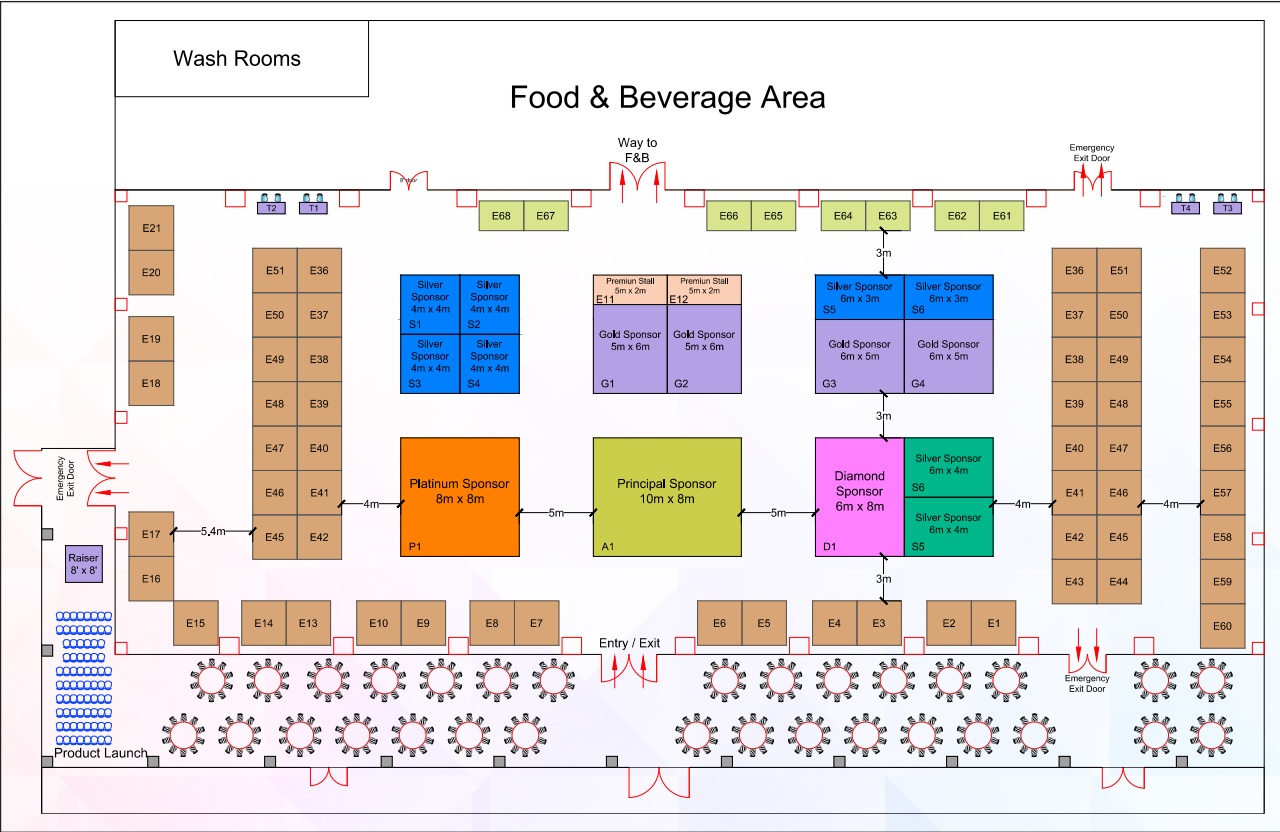 Wash Rooms
Food & Beverage Area
Way to
F&B
Emergency
Exit Door
8' door
T2
T1
T4
T3
E68
E67
E66
E65
E64
E63
E62
E61
E21
E20
E19
E18
E17
E16
E51
E36
E50
E37
E49
E38
E48
E39
E47
E40
E46
E41
E45
E42
Silver
Sponsor
4m x 4m
S1
Silver
Sponsor
4m x 4m
S2
Silver
Sponsor
4m x 4m
S3
Silver
Sponsor
4m x 4m
S4
Premiun Stall
5m x 2m
E11
Premiun Stall
5m x 2m
E12
Gold Sponsor
5m x 6m
G1
Gold Sponsor
5m x 6m
G2
3m
Silver Sponsor
6m x 3m
S5
Silver Sponsor
6m x 3m
S6
Gold Sponsor
6m x 5m
G3
Gold Sponsor
6m x 5m
G4
3m
Platinum Sponsor
8m x 8m
P1
Principal Sponsor
10m x 8m
A1
Diamond
Sponsor
6m x 8m
D1
Silver Sponsor
6m x 4m
S6
Silver Sponsor
6m x 4m
S5
5.4m
4m
5m
5m
4m
4m
3m
E36
E51
E37
E50
E38
E49
E39
E48
E40
E47
E41
E46
E42
E45
E43
E44
E52
E53
E54
E55
E56
E57
E58
E59
E60
Emergency
Exit Door
Raiser
8' x 8'
E15
E14
E13
E10
E9
E8
E7
Entry / Exit
E6
E5
E4
E3
E2
E1
Emergency
Exit Door
Product Launch